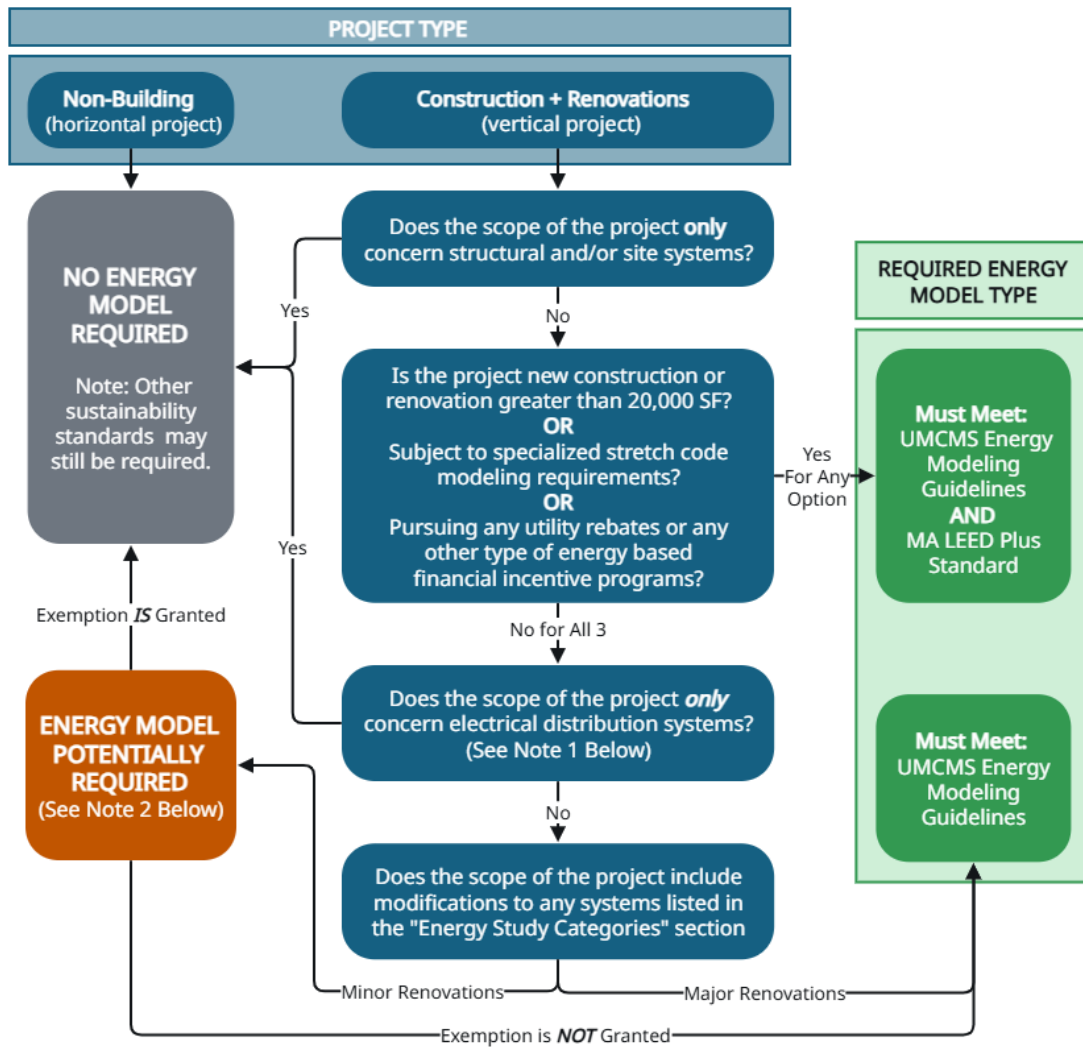 PROJECT TYPE
Non-Building
(horizontal project)
Construction + Renovations
(vertical project)
NO ENERGY
MODEL
REQUIRED
Note: Other
sustainability
standards may
still be required.
Does the scope of the project only
concern structural and/or site systems?
Yes
No
REQUIRED ENERGY
MODEL TYPE
Is the project new construction or
renovation greater than 20,000 SF?
OR
Subject to specialized stretch code
modeling requirements?
OR
Pursuing any utility rebates or any
other type of energy based
financial incentive programs?
Yes
For Any
Option
Must Meet:
UMCMS Energy
Modeling
Guidelines
AND
MA LEED Plus
Standard
Yes
No for All 3
Exemption IS Granted
ENERGY MODEL
POTENTIALLY
REQUIRED
(See Note 2 Below)
Does the scope of the project only
concern electrical distribution systems?
(See Note 1 Below)
No
Must Meet:
UMCMS Energy
Modeling
Guidelines
Does the scope of the project include
modifications to any systems listed in
the "Energy Study Categories" section
Minor Renovations
Major Renovations
Exemption is NOT Granted